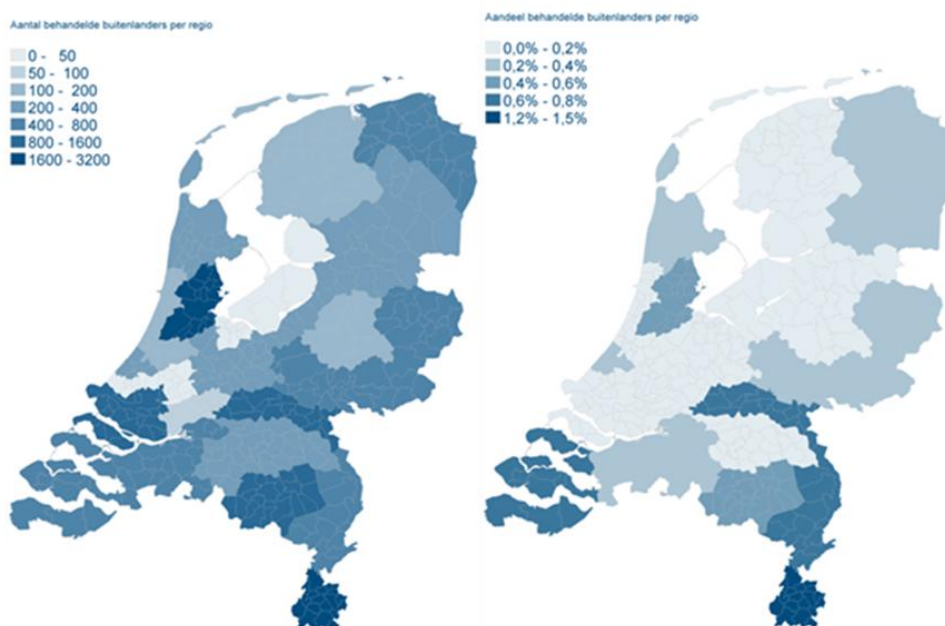 Aantal behandelde buitenlanders per regio
0 - 50
50 - 100
100 - 200
200 - 400
400 - 800
800 - 1600
1600 - 3200
Aandeel behandelde buitenlanders per regio
0,0% - 0,2%
0,2% - 0,4%
0,4% - 0,6%
0,6% - 0,8%
1,2% - 1,5%